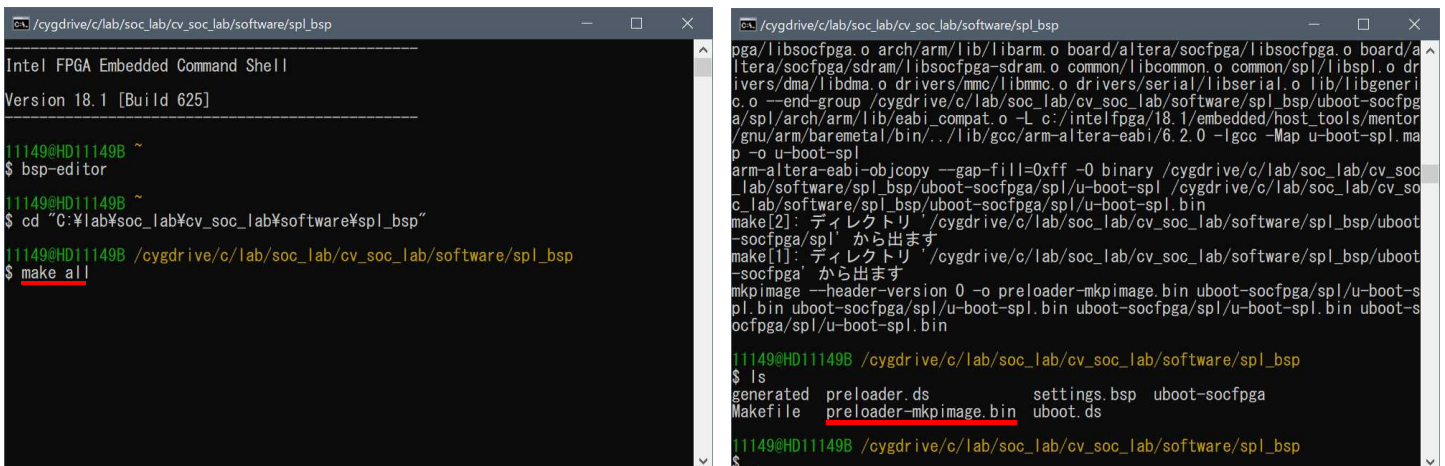 /cygdrive/c/lab/soc_lab/cv_soc_lab/software/spl_bsp
------------------------------------------------
Intel FPGA Embedded Command Shell
Version 18.1 [Build 625]
------------------------------------------------
11149@HD11149B ~
$ bsp-editor
11149@HD11149B ~
$ cd "C:¥lab¥soc_lab¥cv_soc_lab¥software¥spl_bsp"
11149@HD11149B /cygdrive/c/lab/soc_lab/cv_soc_lab/software/spl_bsp
$ make all
/cygdrive/c/lab/soc_lab/cv_soc_lab/software/spl_bsp
pga/libsocfpga.o arch/arm/lib/libarm.o board/altera/socfpga/libsocfpga.o board/a
ltera/socfpga/sdram/libsocfpga-sdram.o common/libcommon.o common/spl/libspl.o dr
ivers/dma/libdma.o drivers/mmc/libmmc.o drivers/serial/libserial.o lib/libgeneri
c.o --end-group /cygdrive/c/lab/soc_lab/cv_soc_lab/software/spl_bsp/uboot-socfpg
a/spl/arch/arm/lib/eabi_compat.o -L c:/intelfpga/18.1/embedded/host_tools/mentor
/gnu/arm/baremetal/bin/../lib/gcc/arm-altera-eabi/6.2.0 -lgcc -Map u-boot-spl.ma
p -o u-boot-spl
arm-altera-eabi-objcopy --gap-fill=0xff -O binary /cygdrive/c/lab/soc_lab/cv_soc
_lab/software/spl_bsp/uboot-socfpga/spl/u-boot-spl /cygdrive/c/lab/soc_lab/cv_so
c_lab/software/spl_bsp/uboot-socfpga/spl/u-boot-spl.bin
make[2]: ディレクトリ '/cygdrive/c/lab/soc_lab/cv_soc_lab/software/spl_bsp/uboot
-socfpga/spl' から出ます
make[1]: ディレクトリ '/cygdrive/c/lab/soc_lab/cv_soc_lab/software/spl_bsp/uboot
-socfpga' から出ます
mkpimage --header-version 0 -o preloader-mkpimage.bin uboot-socfpga/spl/u-boot-s
pl.bin uboot-socfpga/spl/u-boot-spl.bin uboot-socfpga/spl/u-boot-spl.bin uboot-s
ocfpga/spl/u-boot-spl.bin
11149@HD11149B /cygdrive/c/lab/soc_lab/cv_soc_lab/software/spl_bsp
$ ls
generated preloader.ds settings.bsp uboot-socfpga
Makefile preloader-mkpimage.bin uboot.ds
11149@HD11149B /cygdrive/c/lab/soc_lab/cv_soc_lab/software/spl_bsp
$